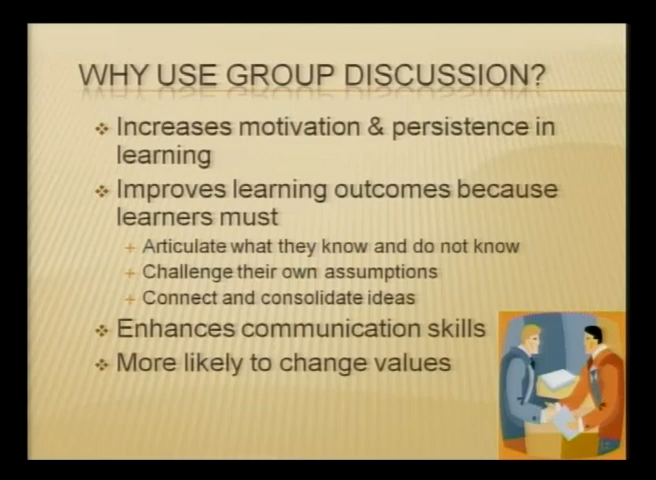 WHY USE GROUP DISCUSSION?
Increases motivation & persistence in
learning
Improves learning outcomes because
learners must
Articulate what they know and do not know
Challenge their own assumptions
Connect and consolidate ideas
Enhances communication skills
More likely to change values